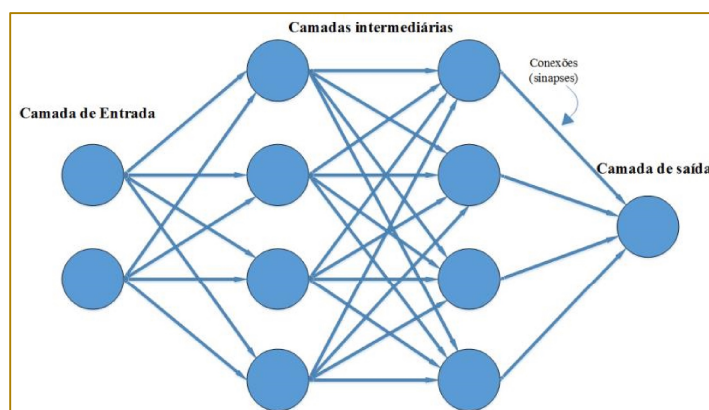 Camadas intermediárias
Conexões
(sinapses)
Camada de Entrada
Camada de saída